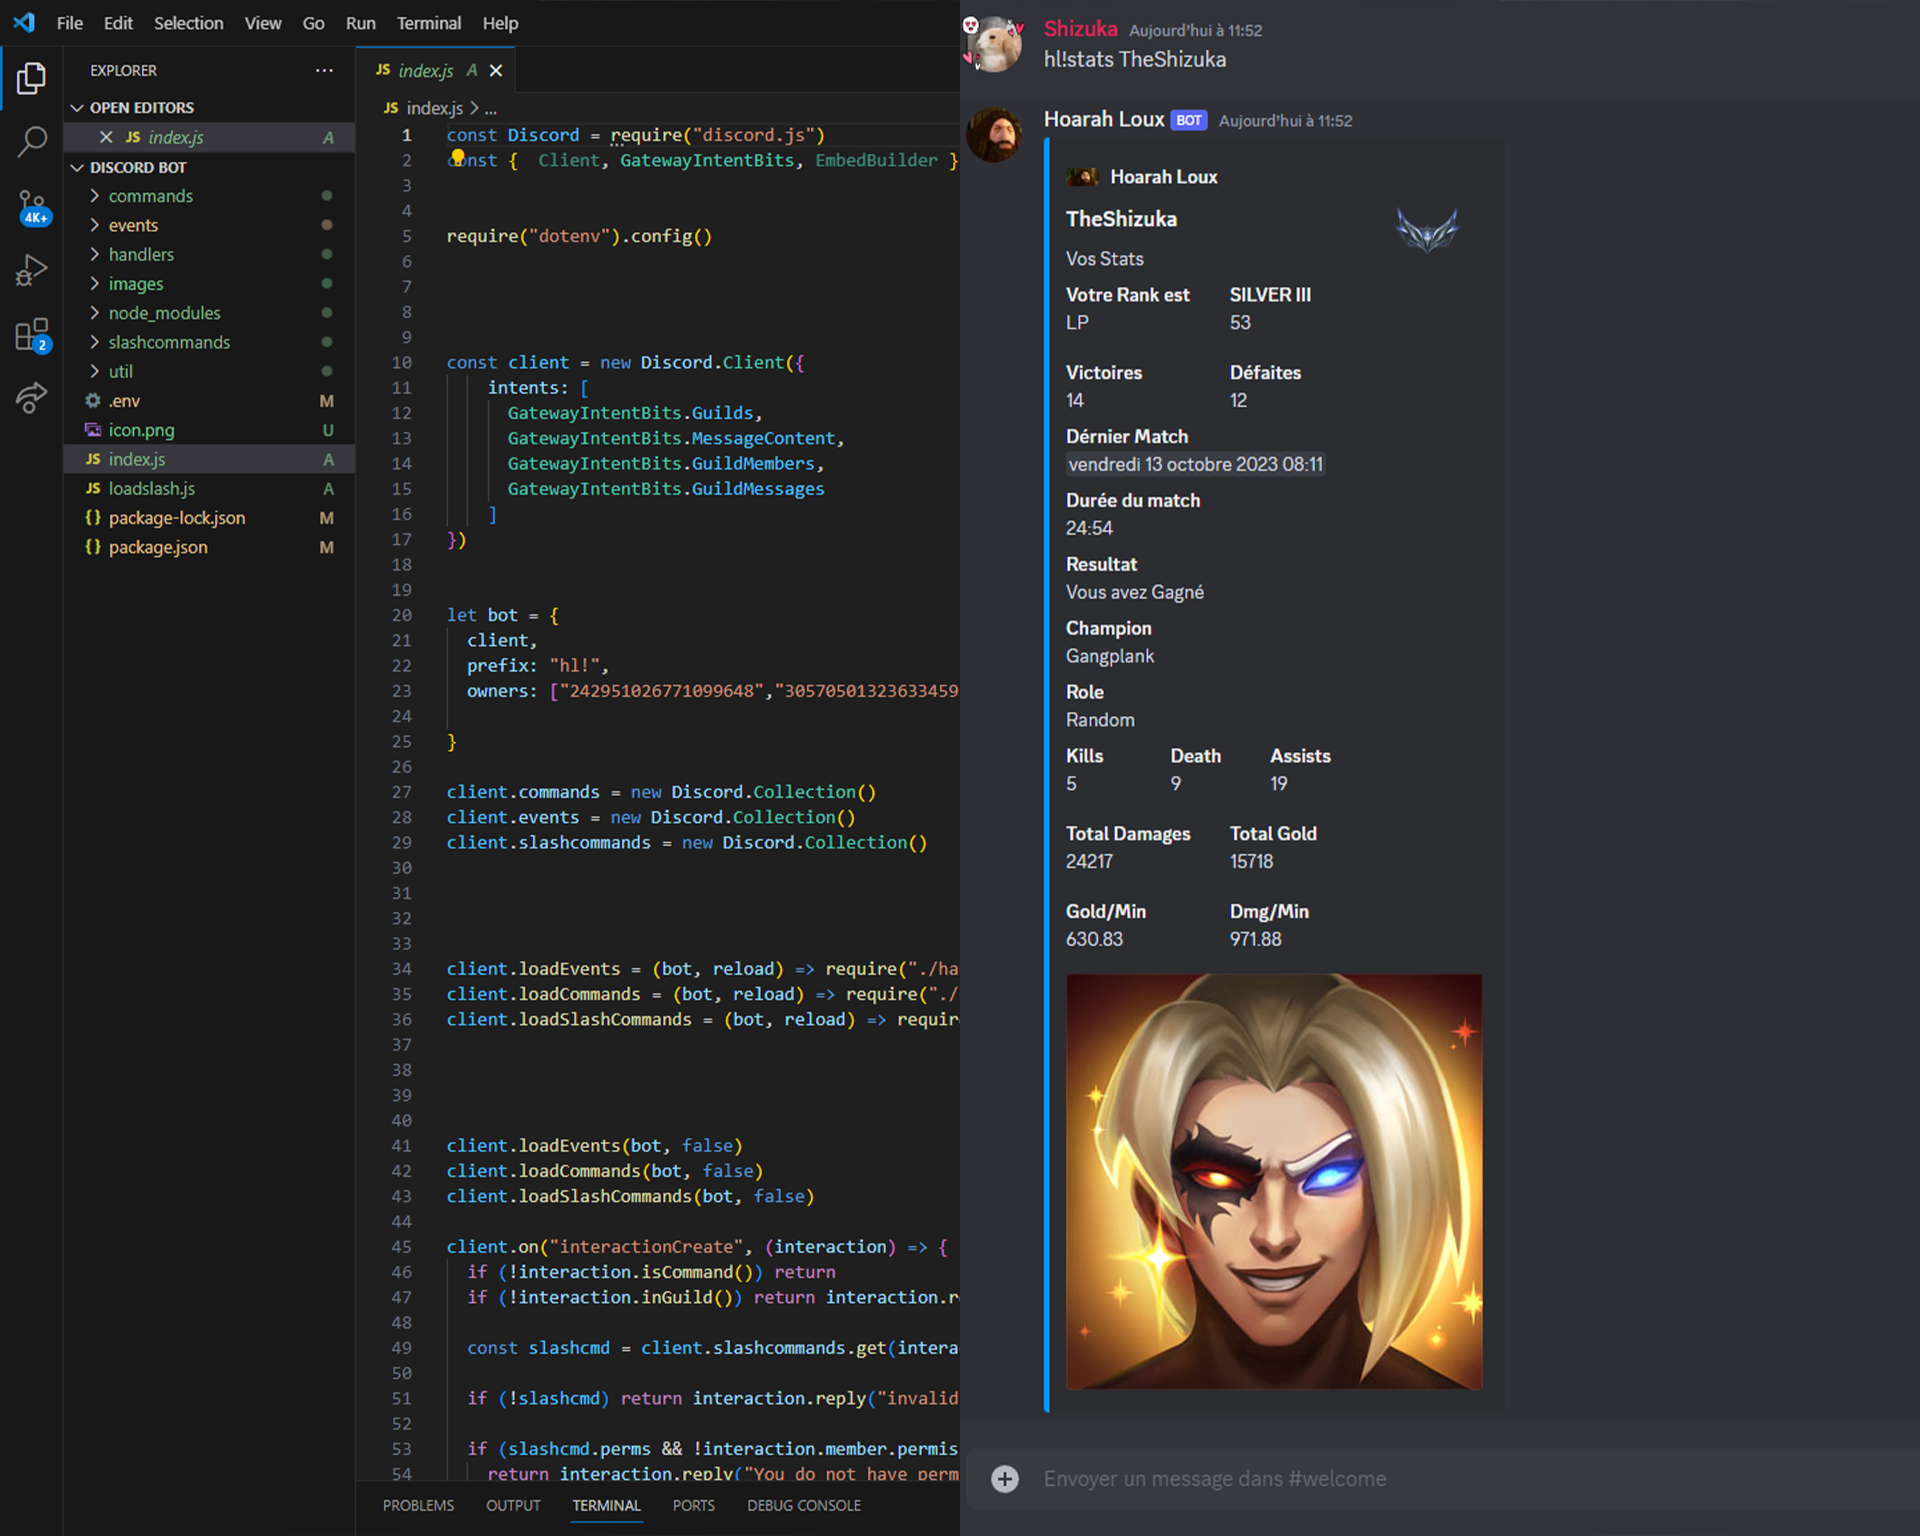 File Edit Selection View Go Run Terminal Help
EXPLORER ...
OPEN EDITORS
JS index.js A
DISCORD BOT
commands
events
handlers
images
node_modules
slashcommands
util
.env M
icon.png U
JS index.js A
JS loadslash.js A
{} package-lock.json M
{} package.json M
4K+
2
JS index.js A
JS index.js > ...
1 const Discord = require("discord.js")
2 const { Client, GatewayIntentBits, EmbedBuilder }
3
4
5 require("dotenv").config()
6
7
8
9
10 const client = new Discord.Client({
11 intents: [
12 GatewayIntentBits.Guilds,
13 GatewayIntentBits.MessageContent,
14 GatewayIntentBits.GuildMembers,
15 GatewayIntentBits.GuildMessages
16 ]
17 })
18
19
20 let bot = {
21 client,
22 prefix: "hl!",
23 owners: ["242951026771099648","30570501323633459
24
25 }
26
27 client.commands = new Discord.Collection()
28 client.events = new Discord.Collection()
29 client.slashcommands = new Discord.Collection()
30
31
32
33
34 client.loadEvents = (bot, reload) => require("./ha
35 client.loadCommands = (bot, reload) => require("./
36 client.loadSlashCommands = (bot, reload) => requir
37
38
39
40
41 client.loadEvents(bot, false)
42 client.loadCommands(bot, false)
43 client.loadSlashCommands(bot, false)
44
45 client.on("interactionCreate", (interaction) => {
46 if (!interaction.isCommand()) return
47 if (!interaction.inGuild()) return interaction.r
48
49 const slashcmd = client.slashcommands.get(intera
50
51 if (!slashcmd) return interaction.reply("invalid
52
53 if (slashcmd.perms && !interaction.member.permis
54 return interaction.reply("You do not have perm
PROBLEMS OUTPUT TERMINAL PORTS DEBUG CONSOLE
Shizuka Aujourd'hui à 11:52
hl!stats TheShizuka
Hoarah Loux BOT Aujourd'hui à 11:52
Hoarah Loux
TheShizuka
Vos Stats
Votre Rank est SILVER III
LP 53
Victoires Défaites
14 12
Dérnier Match
vendredi 13 octobre 2023 08:11
Durée du match
24:54
Resultat
Vous avez Gagné
Champion
Gangplank
Role
Random
Kills Death Assists
5 9 19
Total Damages Total Gold
24217 15718
Gold/Min Dmg/Min
630.83 971.88
Envoyer un message dans #welcome